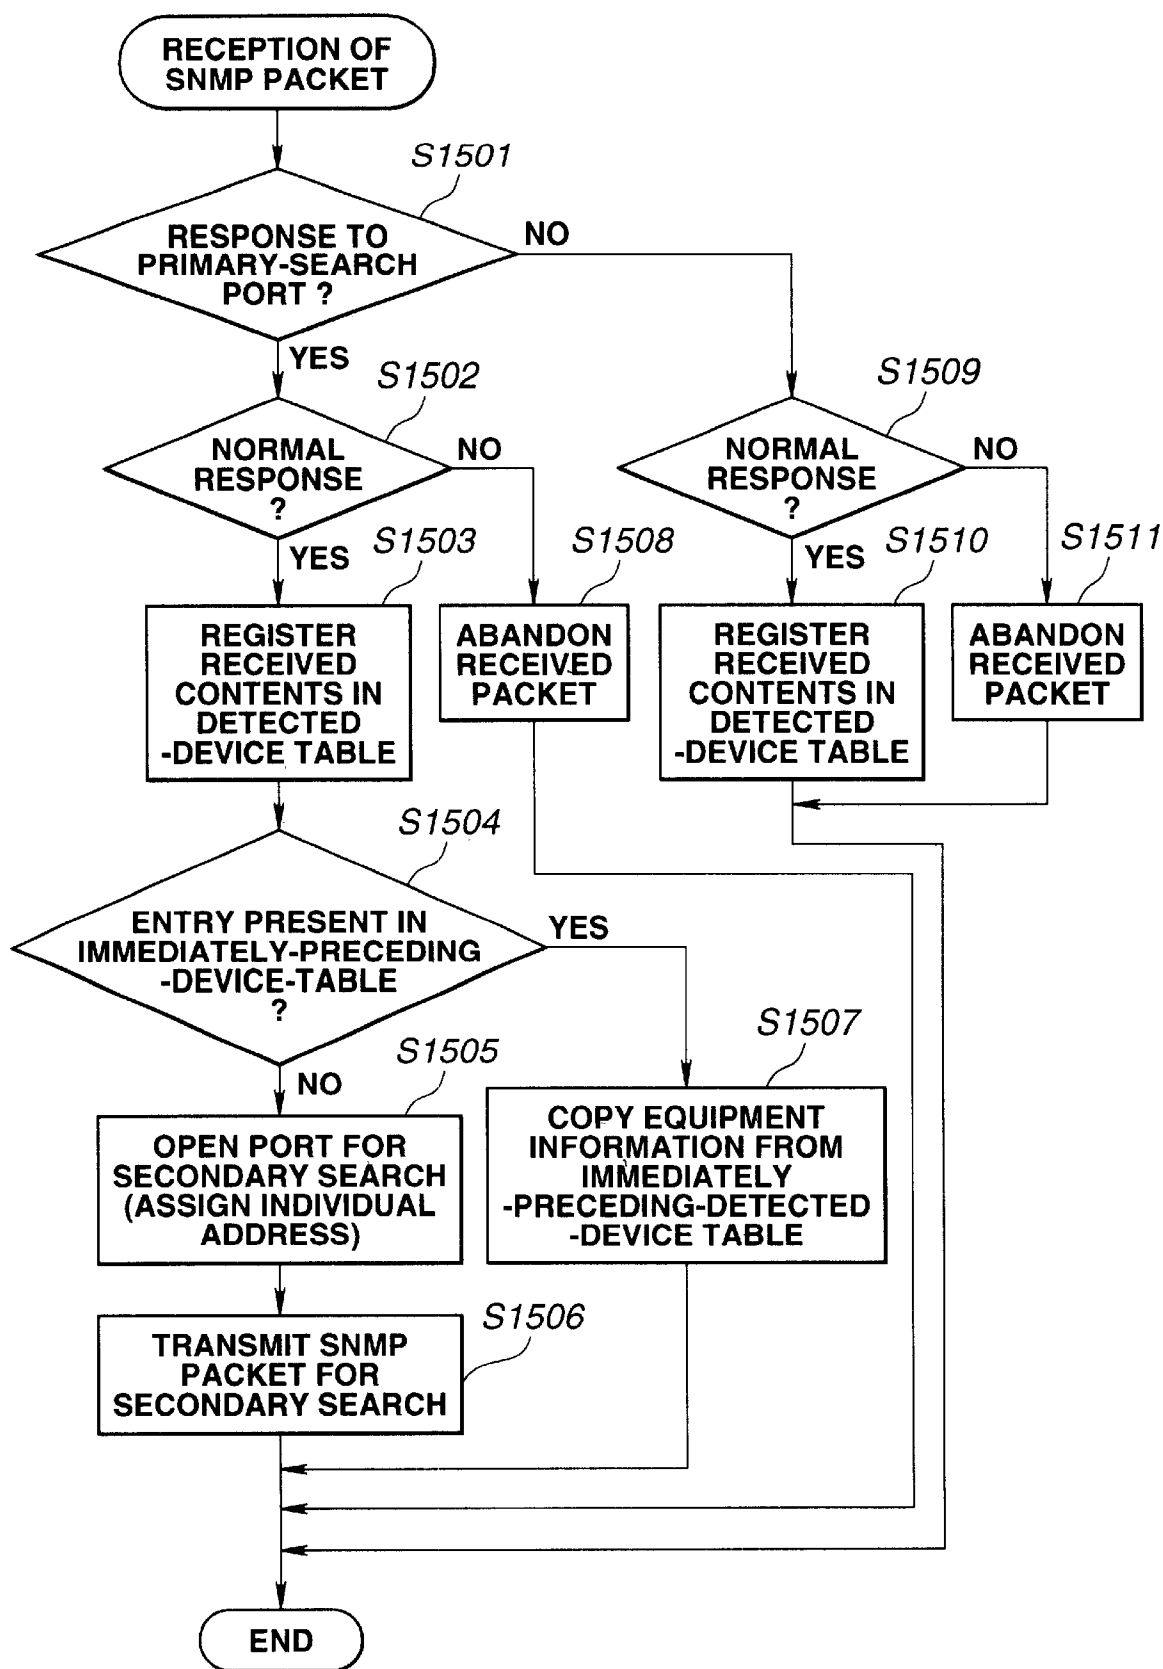 RECEPTION OF
SNMP PACKET
S1501
RESPONSE TO
PRIMARY-SEARCH
PORT ?
NO
YES
S1502
S1509
NORMAL
RESPONSE
?
NO
NORMAL
RESPONSE
?
NO
YES
S1503
S1508
YES
S1510
S1511
REGISTER
RECEIVED
CONTENTS IN
DETECTED
-DEVICE TABLE
ABANDON
RECEIVED
PACKET
REGISTER
RECEIVED
CONTENTS IN
DETECTED
-DEVICE TABLE
ABANDON
RECEIVED
PACKET
S1504
ENTRY PRESENT IN
IMMEDIATELY-PRECEDING
-DEVICE-TABLE
?
YES
NO
S1505
S1507
OPEN PORT FOR
SECONDARY SEARCH
(ASSIGN INDIVIDUAL
ADDRESS)
COPY EQUIPMENT
INFORMATION FROM
IMMEDIATELY
-PRECEDING-DETECTED
-DEVICE TABLE
S1506
TRANSMIT SNMP
PACKET FOR
SECONDARY SEARCH
END